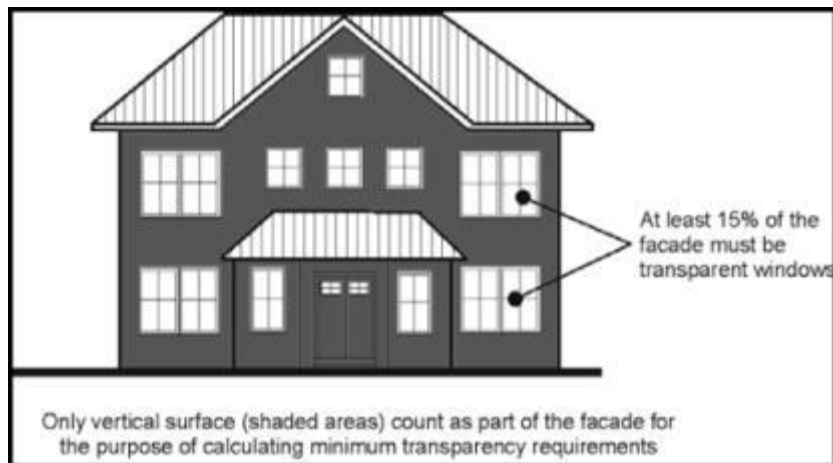 At least 15% of the
facade must be
transparent windows
Only vertical surface (shaded areas) count as part of the facade for
the purpose of calculating minimum transparency requirements